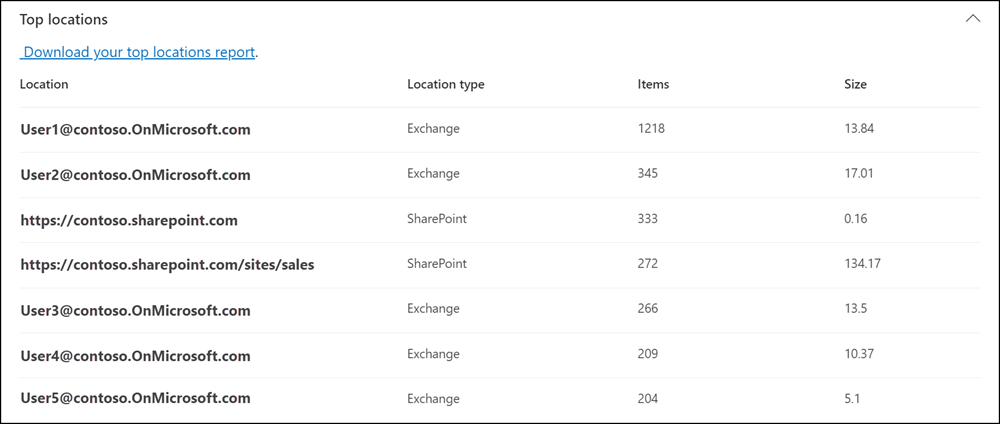 Top locations
Download your top locations report.
Location Location type Items Size
User1@contoso.OnMicrosoft.com Exchange 1218 13.84
User2@contoso.OnMicrosoft.com Exchange 345 17.01
https://contoso.sharepoint.com SharePoint 333 0.16
https://contoso.sharepoint.com/sites/sales SharePoint 272 134.17
User3@contoso.OnMicrosoft.com Exchange 266 13.5
User4@contoso.OnMicrosoft.com Exchange 209 10.37
User5@contoso.OnMicrosoft.com Exchange 204 5.1